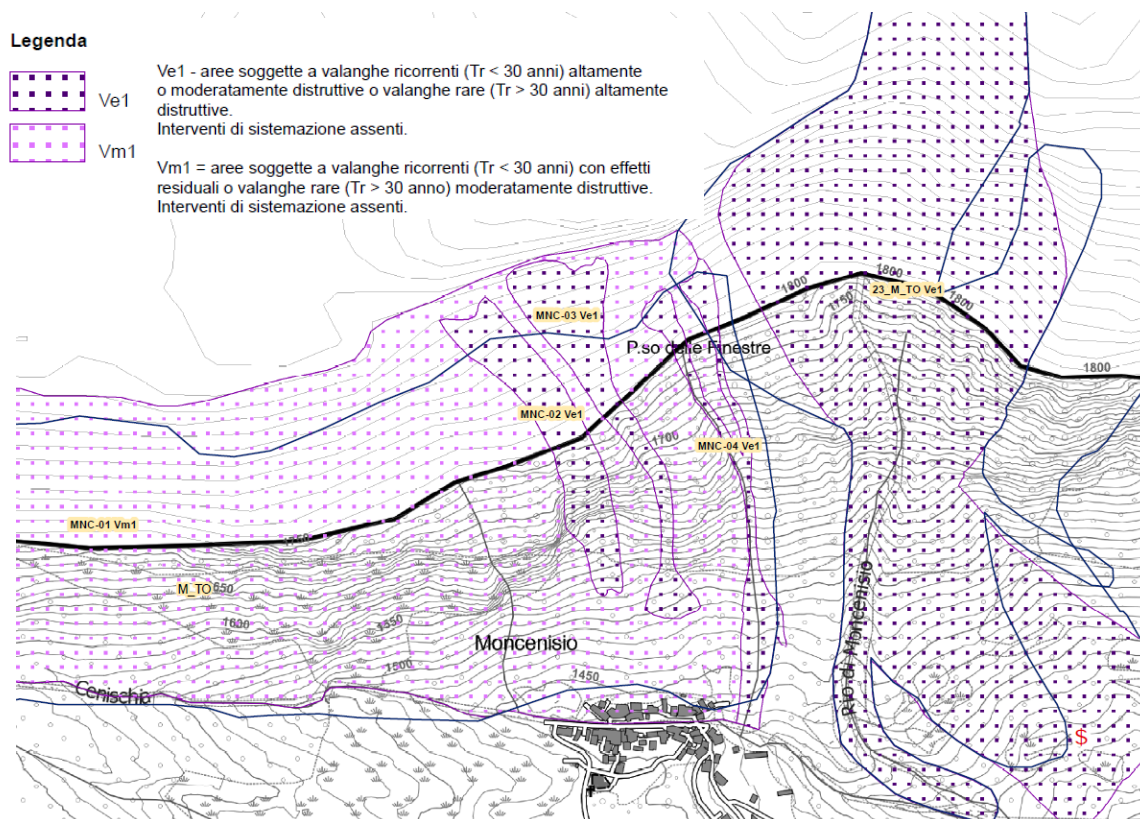 Legenda
Ve1
Ve1 - aree soggette a valanghe ricorrenti (Tr < 30 anni) altamente
o moderatamente distruttive o valanghe rare (Tr > 30 anni) altamente
distruttive.
Interventi di sistemazione assenti.
Vm1
Vm1 = aree soggette a valanghe ricorrenti (Tr < 30 anni) con effetti
residuali o valanghe rare (Tr > 30 anno) moderatamente distruttive.
Interventi di sistemazione assenti.
1800
1800
23_M_TO Ve1
1750
1800
MNC-03 Ve1
P.so delle Finestre
1800
MNC-02 Ve1
1700
MNC-04 Ve1
MNC-01 Vm1
1750
M_TO
1650
1600
1550
Moncenisio
R.io di Moncenisio
1500
1450
Cenischia
$